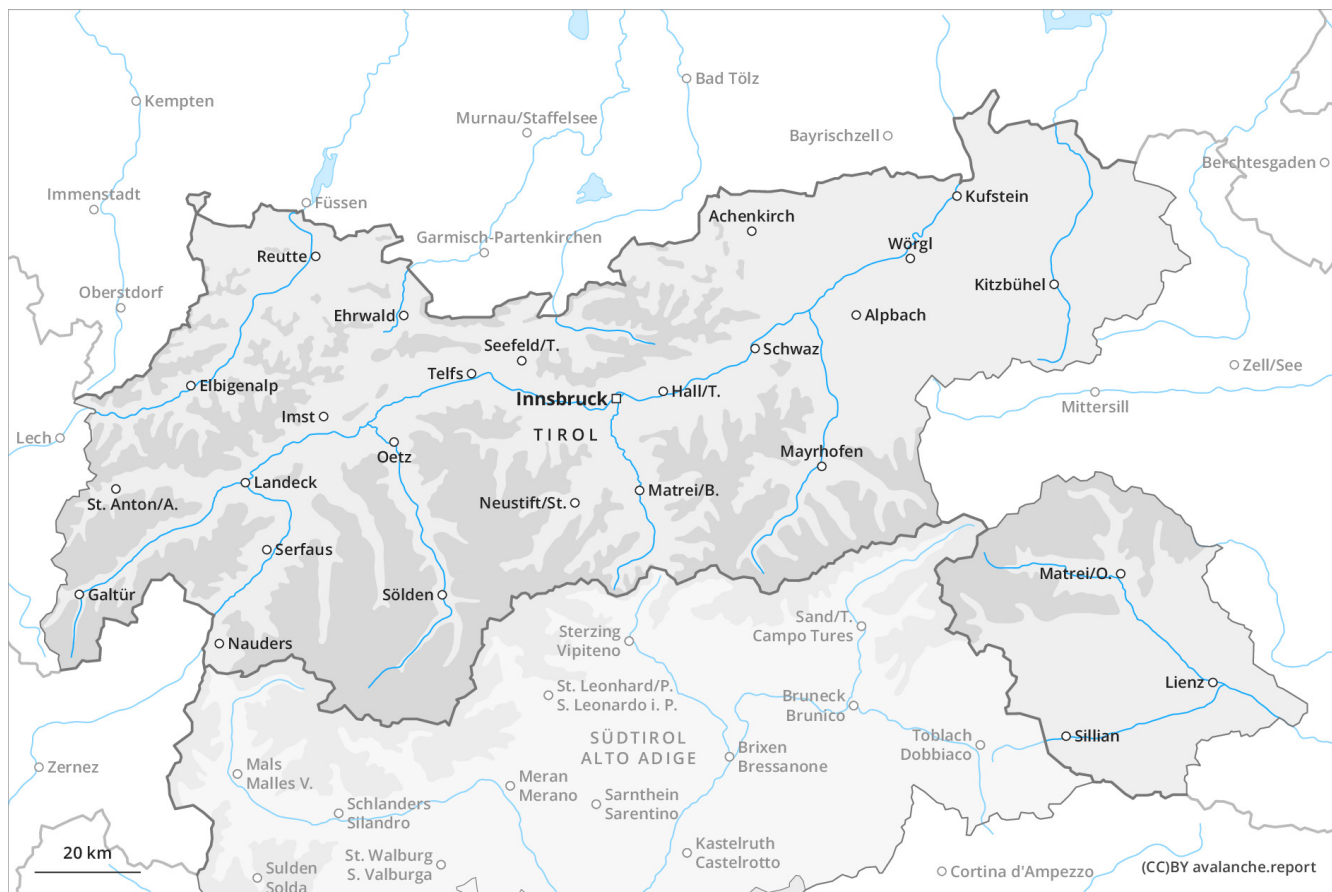 Kempten
Bad Tölz
Murnau/Staffelsee
Bayrischzell
Berchtesgaden
Immenstadt
Füssen
Kufstein
Achenkirch
Garmisch-Partenkirchen
Wörgl
Reutte
Kitzbühel
Oberstdorf
Ehrwald
Alpbach
Seefeld/T.
Schwaz
Zell/See
Telfs
Elbigenalp
Hall/T.
Innsbruck
Mittersill
Imst
TIROL
Lech
Oetz
Mayrhofen
Landeck
Matrei/B.
St. Anton/A.
Neustift/St.
Serfaus
Matrei/O.
Galtür
Sölden
Sand/T.
Campo Tures
Sterzing
Vipiteno
Nauders
Lienz
St. Leonhard/P.
S. Leonardo i. P.
Bruneck
Brunico
SÜDTIROL
ALTO ADIGE
Sillian
Toblach
Dobbiaco
Brixen
Bressanone
Zernez
Mals
Malles V.
Meran
Merano
Sarnthein
Sarentino
Schlanders
Silandro
Kastelruth
Castelrotto
20 km
St. Walburg
S. Valburga
Sulden
Solda
Cortina d'Ampezzo
(CC)BY avalanche.report